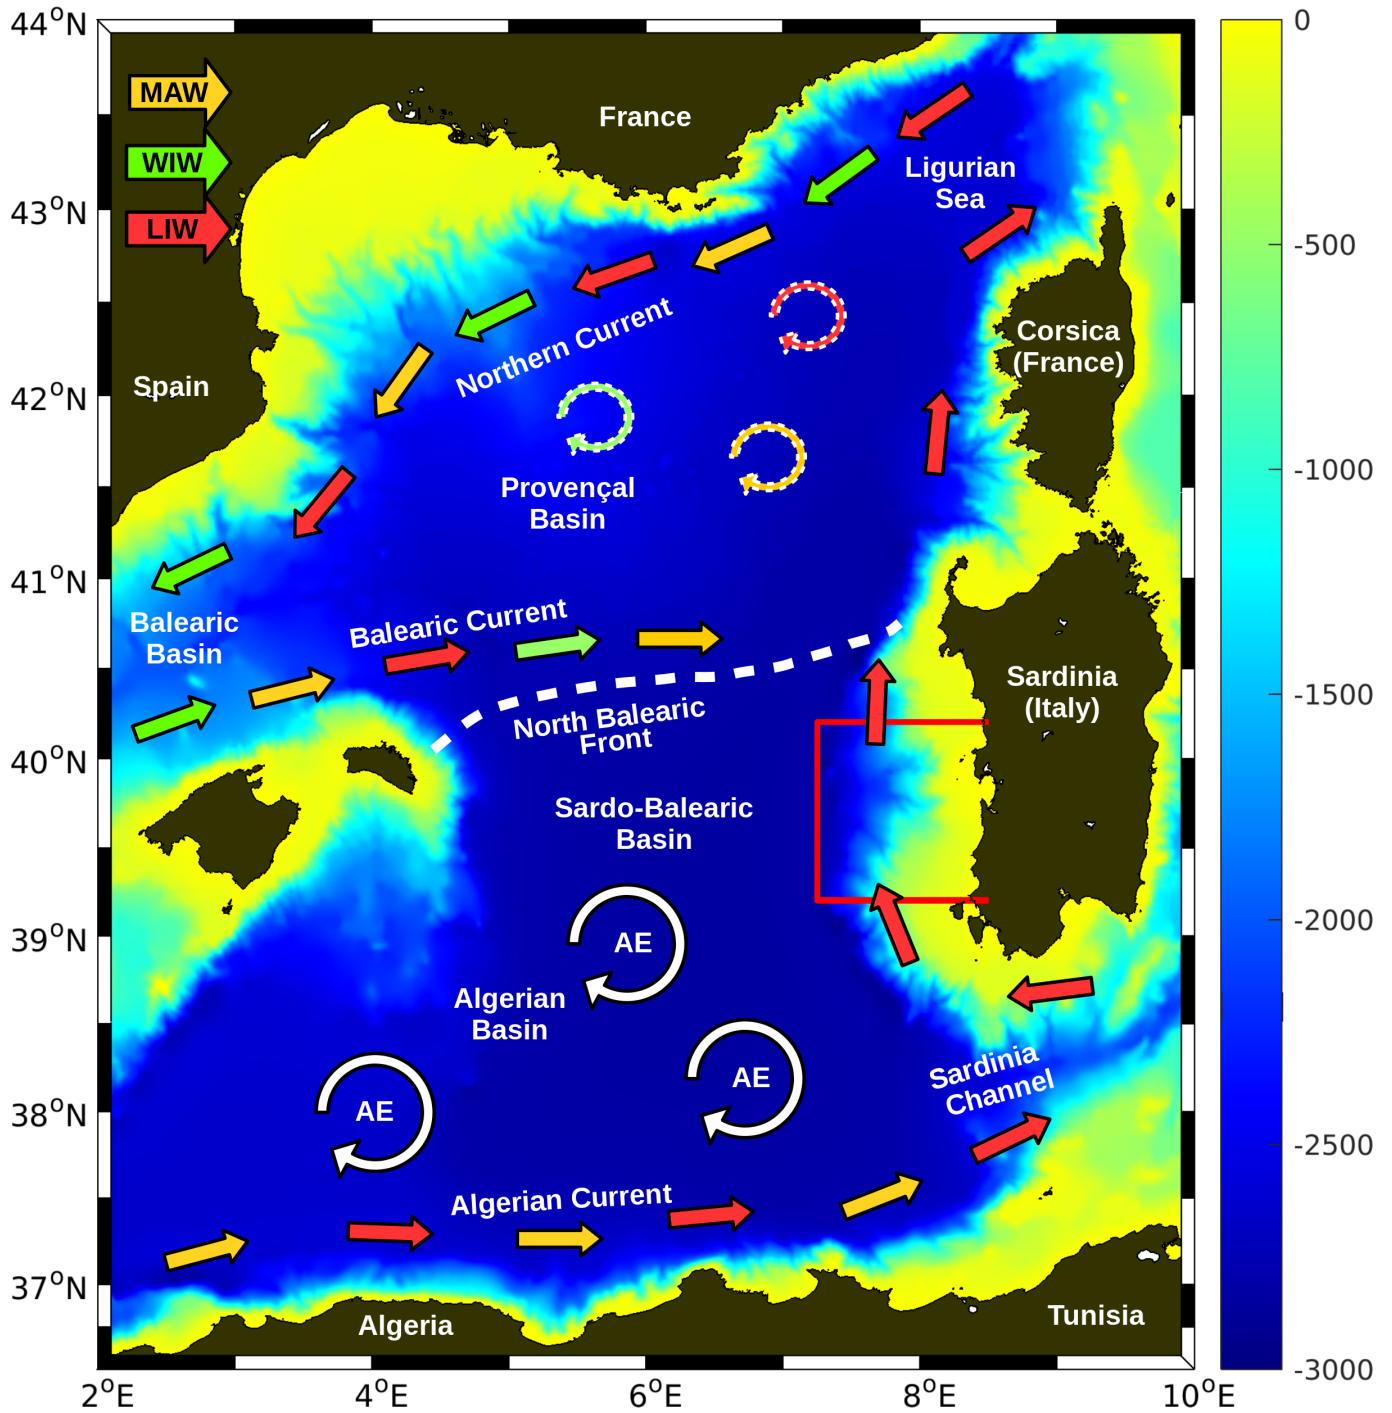 44°N
43°N
42°N
41°N
40°N
39°N
38°N
37°N
2°E
4°E
6°E
8°E
10°E
MAW
WIW
LIW
France
Ligurian
Sea
Corsica
(France)
Spain
Northern Current
Provençal
Basin
Balearic
Basin
Balearic Current
North Balearic
Front
Sardinia
(Italy)
Sardo-Balearic
Basin
AE
Algerian
Basin
AE
AE
Sardinia
Channel
Algerian Current
Algeria
Tunisia
0
-500
-1000
-1500
-2000
-2500
-3000